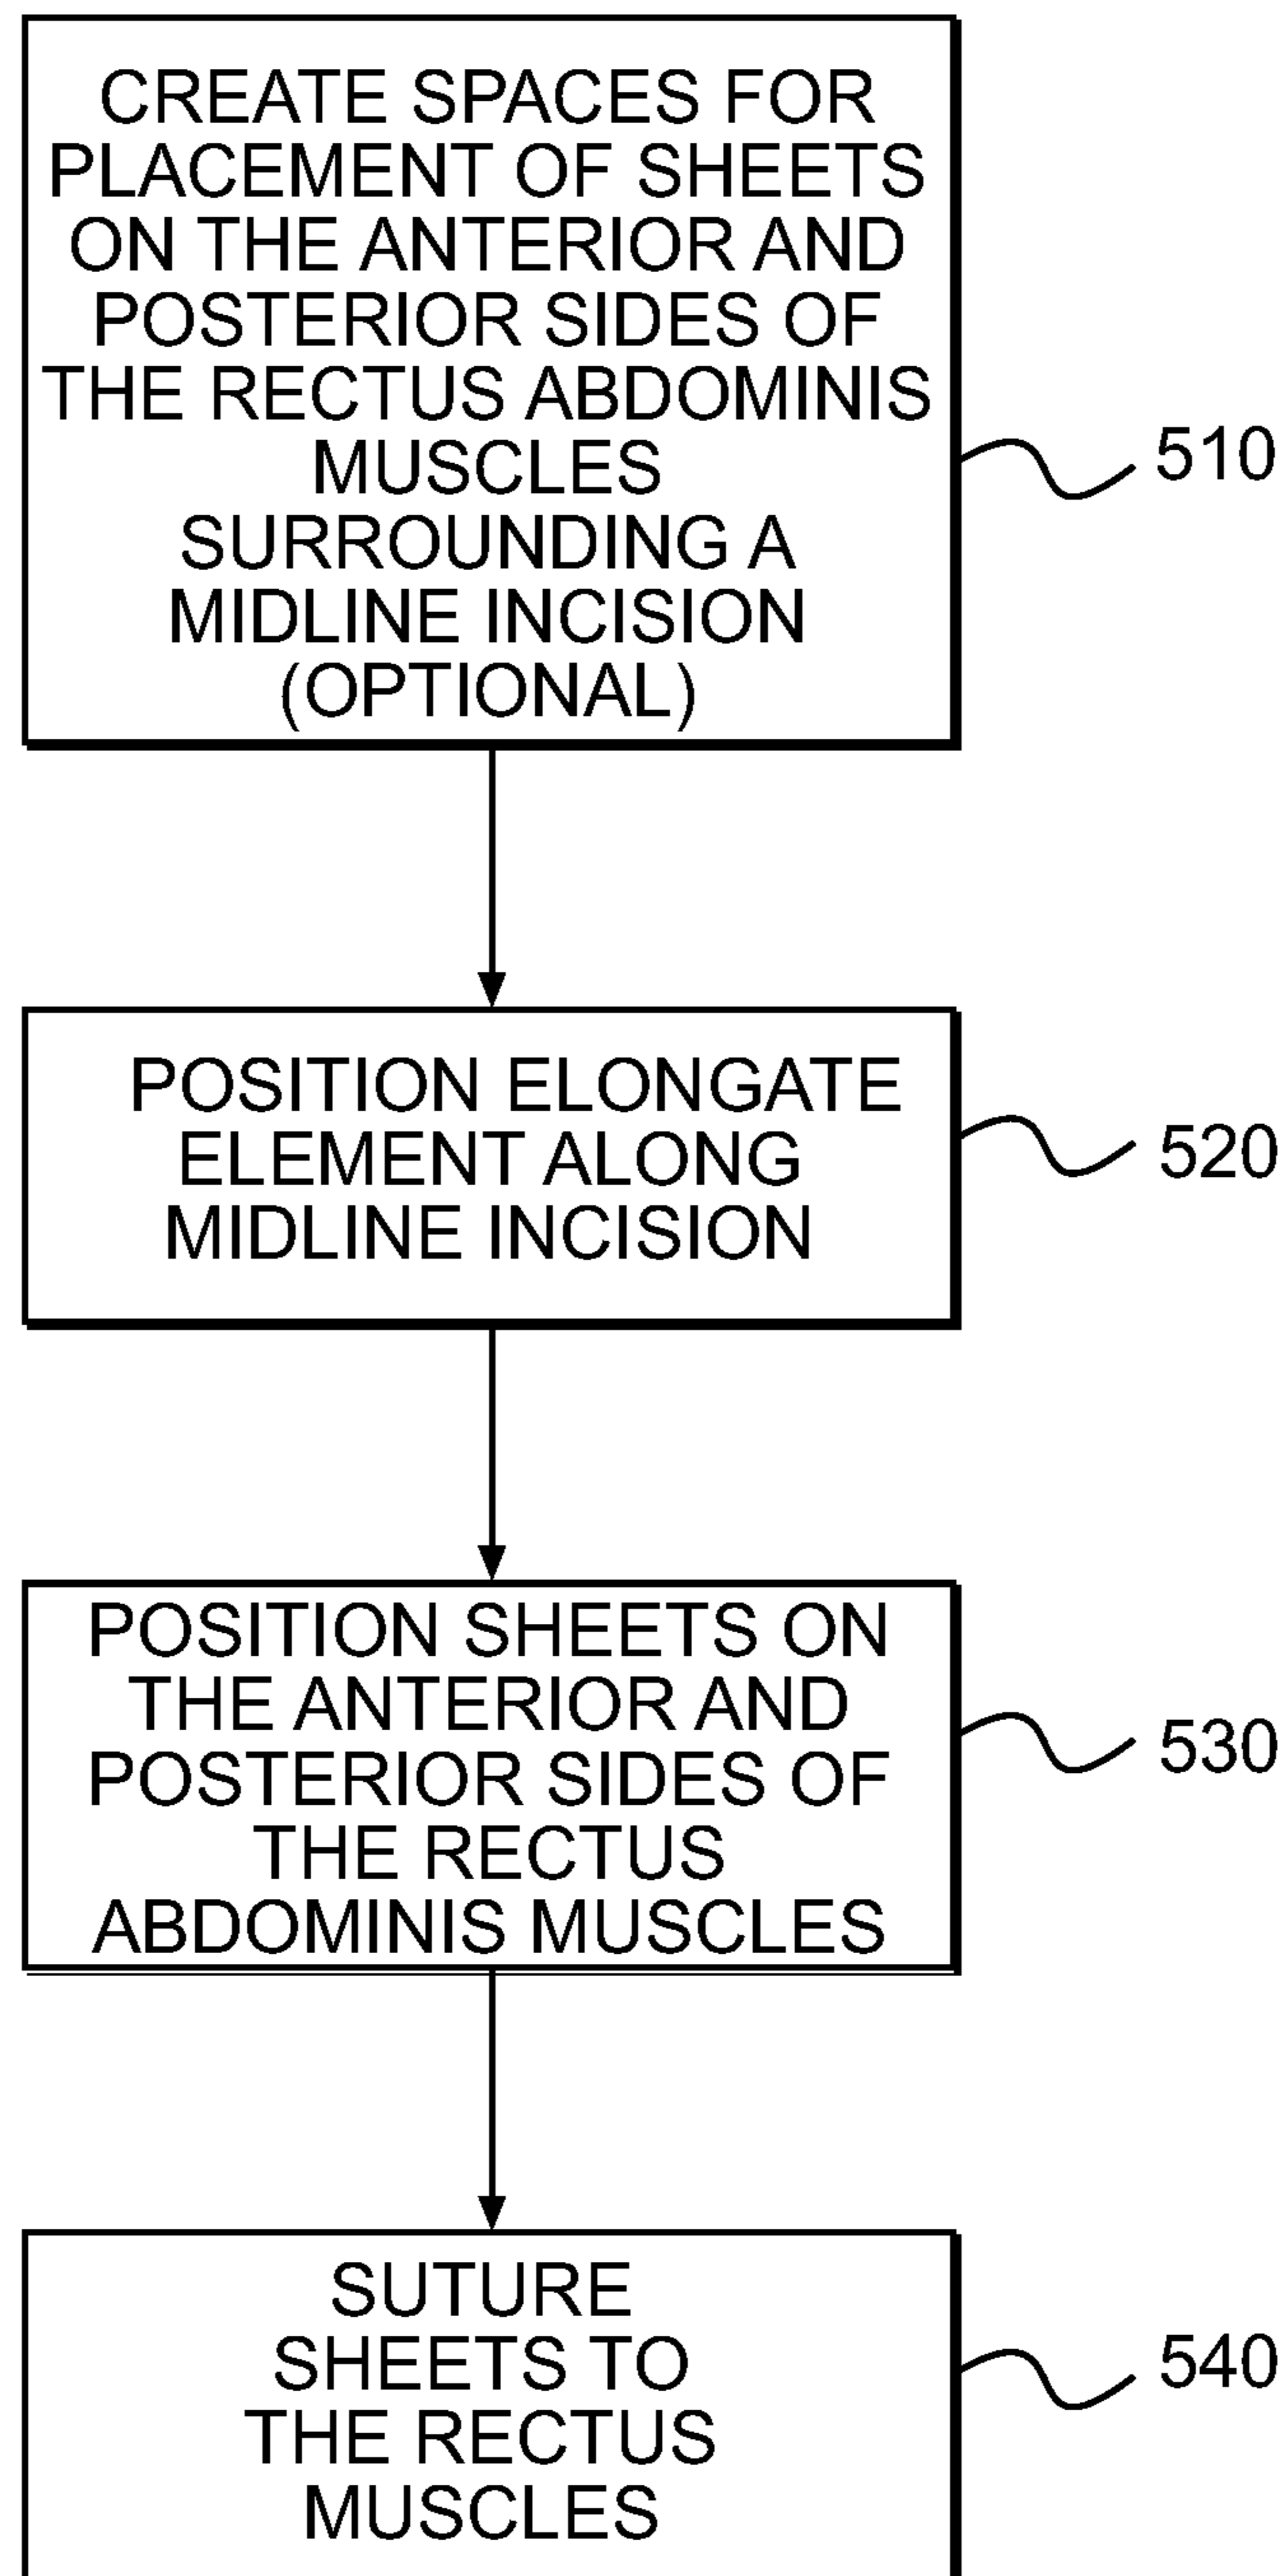 CREATE SPACES FOR
PLACEMENT OF SHEETS
ON THE ANTERIOR AND
POSTERIOR SIDES OF
THE RECTUS ABDOMINIS
MUSCLES
SURROUNDING A
MIDLINE INCISION
(OPTIONAL)
510
POSITION ELONGATE
ELEMENT ALONG
MIDLINE INCISION
520
POSITION SHEETS ON
THE ANTERIOR AND
POSTERIOR SIDES OF
THE RECTUS
ABDOMINIS MUSCLES
530
SUTURE
SHEETS TO
THE RECTUS
MUSCLES
540